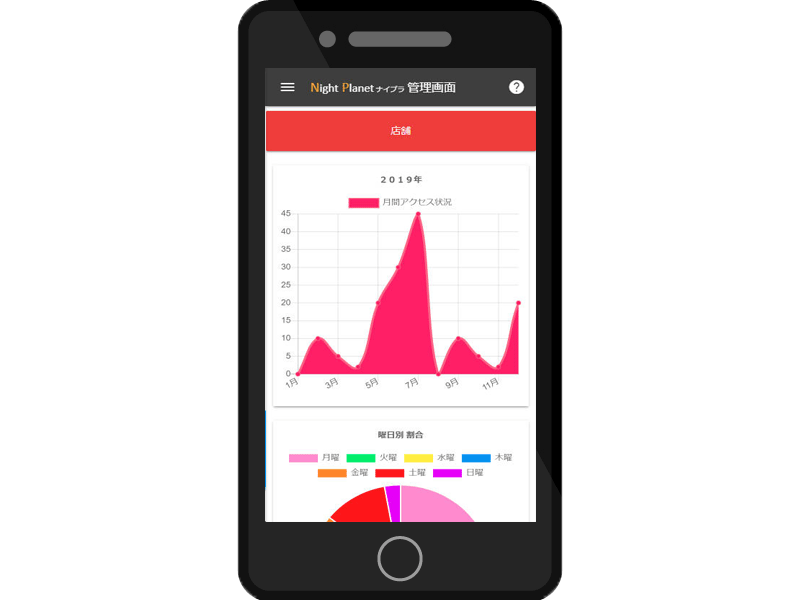 Night Planet ナイプラ 管理画面 ?
店舗
２０１９年
月間アクセス状況
45
40
35
30
25
20
15
10
5
0
1月 3月 5月 7月 9月 11月
曜日別 割合
月曜 火曜 水曜 木曜
金曜 土曜 日曜